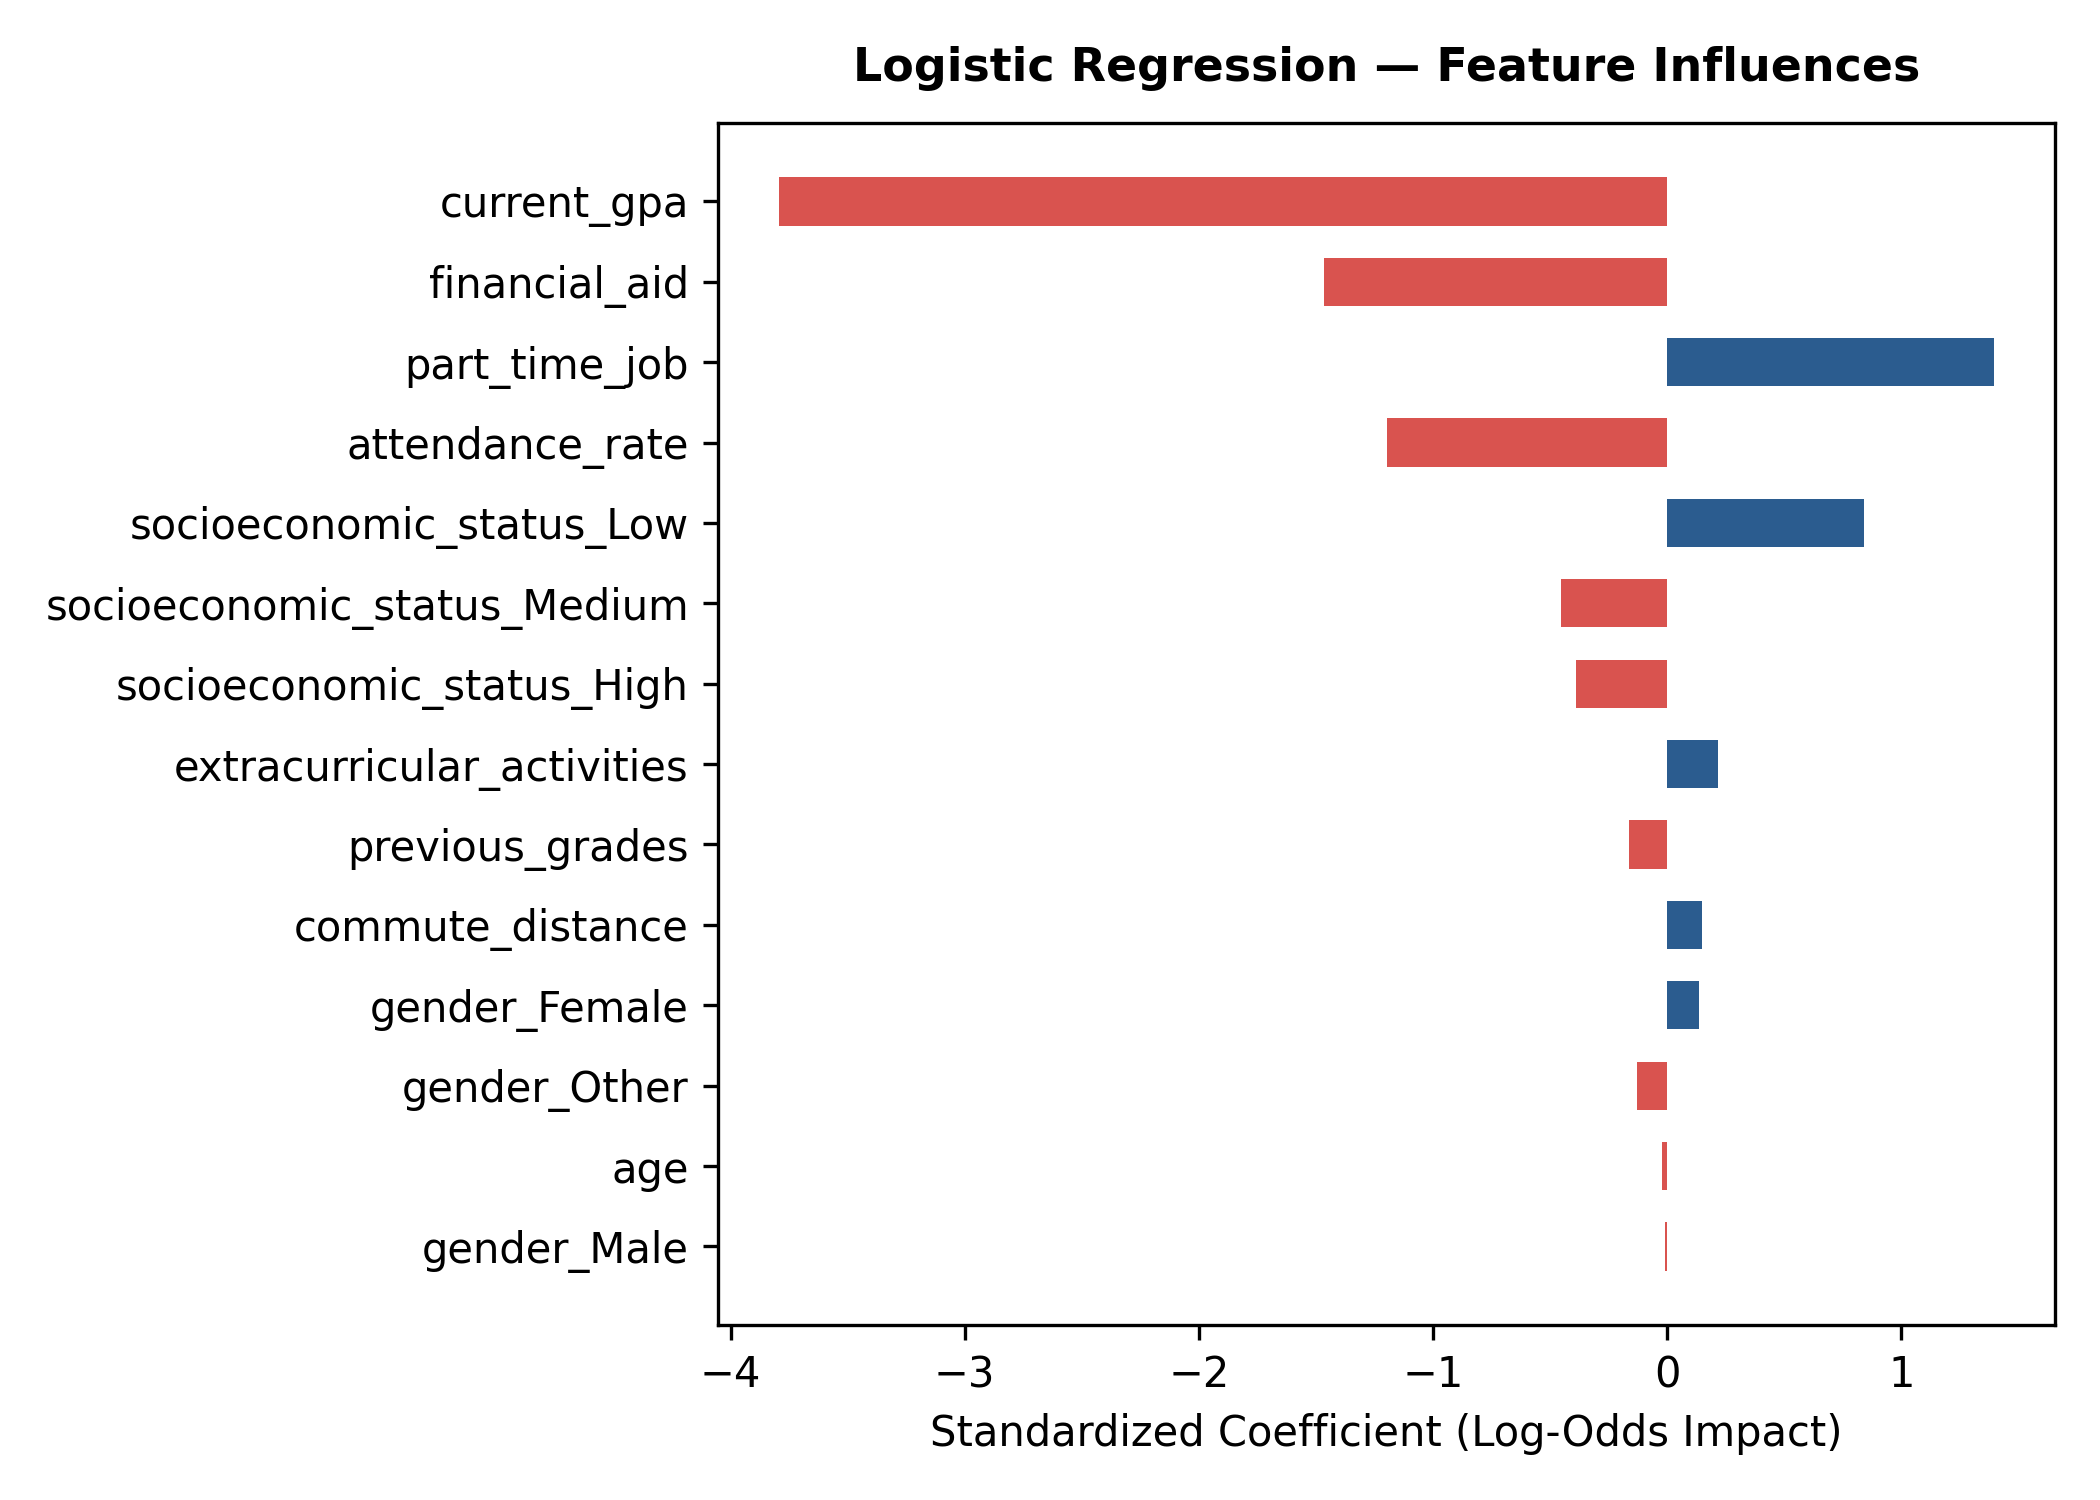 Logistic Regression — Feature Influences
current_gpa
financial_aid
part_time_job
attendance_rate
socioeconomic_status_Low
socioeconomic_status_Medium
socioeconomic_status_High
extracurricular_activities
previous_grades
commute_distance
gender_Female
gender_Other
age
gender_Male
−4 −3 −2 −1 0 1
Standardized Coefficient (Log-Odds Impact)